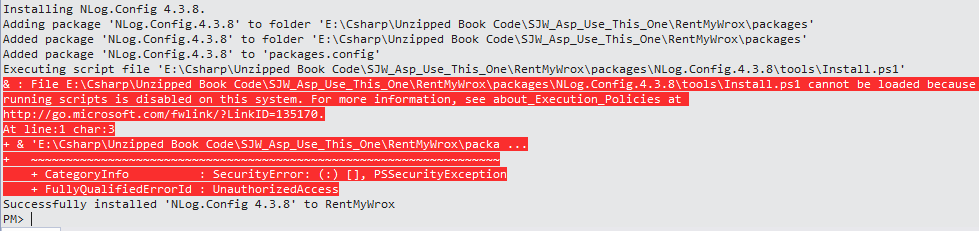 Installing NLog.Config 4.3.8.
Adding package 'NLog.Config.4.3.8' to folder 'E:\Csharp\Unzipped Book Code\SJW_Asp_Use_This_One\RentMyWrox\packages'
Added package 'NLog.Config.4.3.8' to folder 'E:\Csharp\Unzipped Book Code\SJW_Asp_Use_This_One\RentMyWrox\packages'
Added package 'NLog.Config.4.3.8' to 'packages.config'
Executing script file 'E:\Csharp\Unzipped Book Code\SJW_Asp_Use_This_One\RentMyWrox\packages\NLog.Config.4.3.8\tools\Install.ps1'
& : File E:\Csharp\Unzipped Book Code\SJW_Asp_Use_This_One\RentMyWrox\packages\NLog.Config.4.3.8\tools\Install.ps1 cannot be loaded because
running scripts is disabled on this system. For more information, see about_Execution_Policies at
http://go.microsoft.com/fwlink/?LinkID=135170.
At line:1 char:3
+ & 'E:\Csharp\Unzipped Book Code\SJW_Asp_Use_This_One\RentMyWrox\packa ...
+   ~~~~~~~~~~~~~~~~~~~~~~~~~~~~~~~~~~~~~~~~~~~~~~~~~~~~~~~~~~~~~~~~~~~
    + CategoryInfo          : SecurityError: (:) [], PSSecurityException
    + FullyQualifiedErrorId : UnauthorizedAccess
Successfully installed 'NLog.Config 4.3.8' to RentMyWrox
PM>